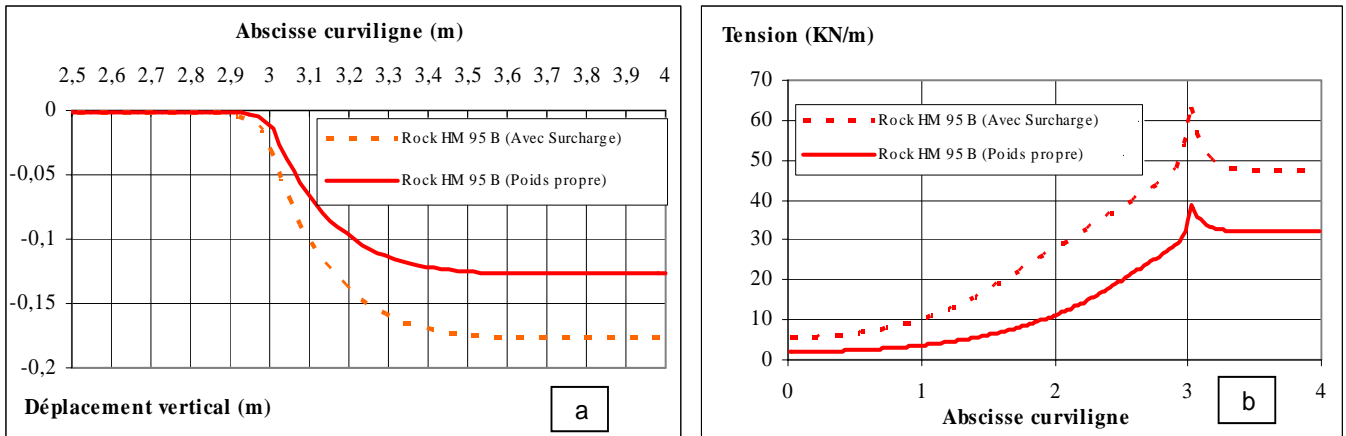 Abscisse curviligne (m)
2,5 2,6 2,7 2,8 2,9 3 3,1 3,2 3,3 3,4 3,5 3,6 3,7 3,8 3,9 4
0
-0,05
-0,1
-0,15
-0,2
Rock HM 95 B (Avec Surcharge)
Rock HM 95 B (Poids propre)
Déplacement vertical (m)
a
Tension (KN/m)
70
60
50
40
30
20
10
0
Rock HM 95 B (Avec Surcharge)
Rock HM 95 B (Poids propre)
0 1 2 3 4
Abscisse curviligne
b